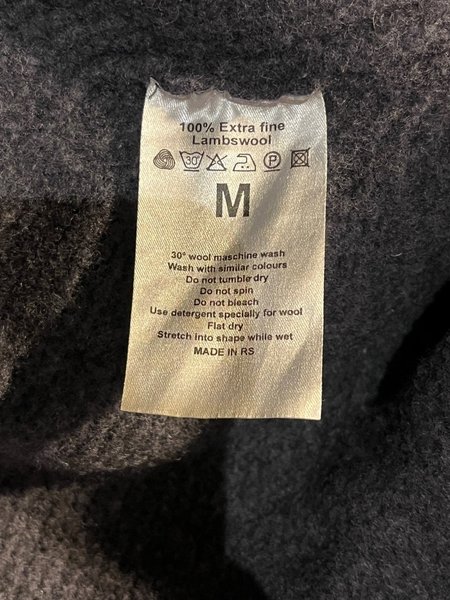 100% Extra fine
Lambswool
30°
P
M
30° wool maschine wash
Wash with similar colours
Do not tumble dry
Do not spin
Do not bleach
Use detergent specially for wool
Flat dry
Stretch into shape while wet
MADE IN RS